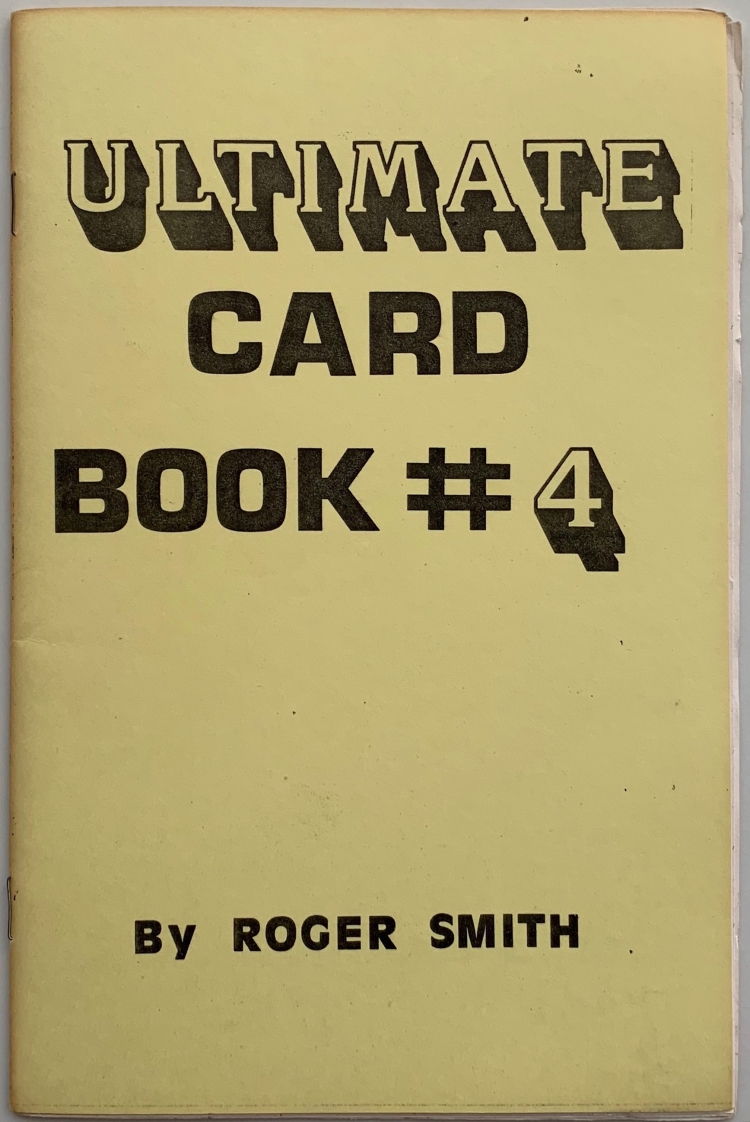 ULTIMATE
CARD
BOOK #4
By ROGER SMITH